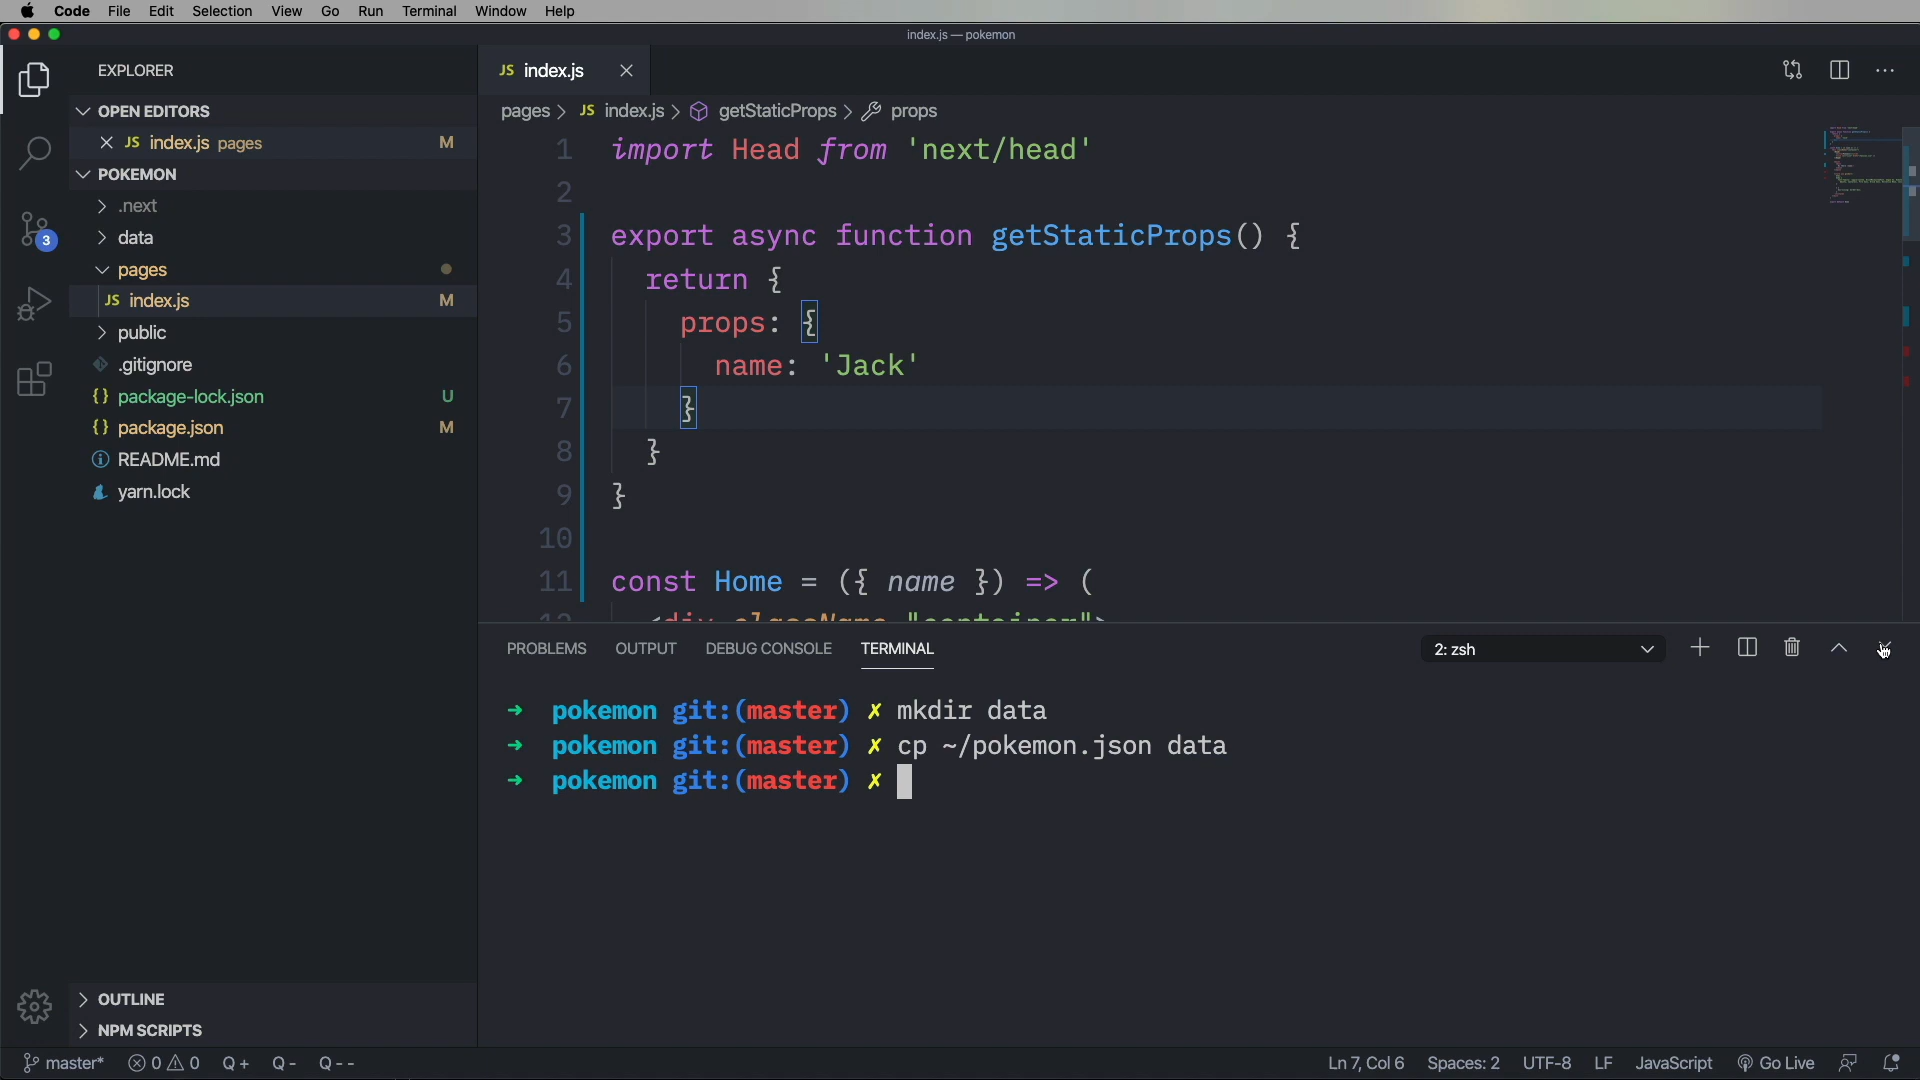 Code File Edit Selection View Go Run Terminal Window Help
index.js — pokemon
EXPLORER
OPEN EDITORS
JS index.js pages M
POKEMON
.next
data
pages
JS index.js M
public
.gitignore
{} package-lock.json U
{} package.json M
README.md
yarn.lock
OUTLINE
NPM SCRIPTS
3
JS index.js
pages > JS index.js > getStaticProps > props
1 import Head from 'next/head'
2
3 export async function getStaticProps() {
4 return {
5 props: {
6 name: 'Jack'
7 }
8 }
9 }
10
11 const Home = ({ name }) => (
12 <div className="container">
PROBLEMS OUTPUT DEBUG CONSOLE TERMINAL 2: zsh
➜ pokemon git:(master) ✗ mkdir data
➜ pokemon git:(master) ✗ cp ~/pokemon.json data
➜ pokemon git:(master) ✗
master* 0 0 Q + Q - Q - - Ln 7, Col 6 Spaces: 2 UTF-8 LF JavaScript Go Live